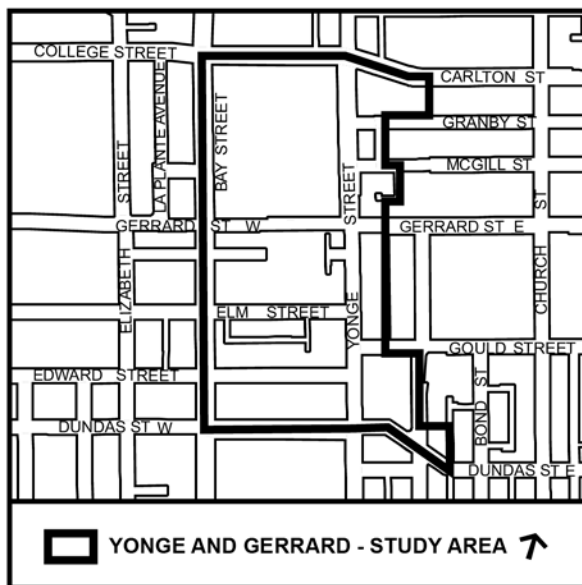 COLLEGE STREET
CARLTON ST
LA PLANTE AVENUE
BAY STREET
GRANBY ST
MCGILL ST
STREET
STREET
ST
GERRARD ST W
GERRARD ST E
ELIZABETH
YONGE
CHURCH
ELM STREET
GOULD STREET
EDWARD STREET
BOND ST
DUNDAS ST W
DUNDAS ST E
YONGE AND GERRARD - STUDY AREA